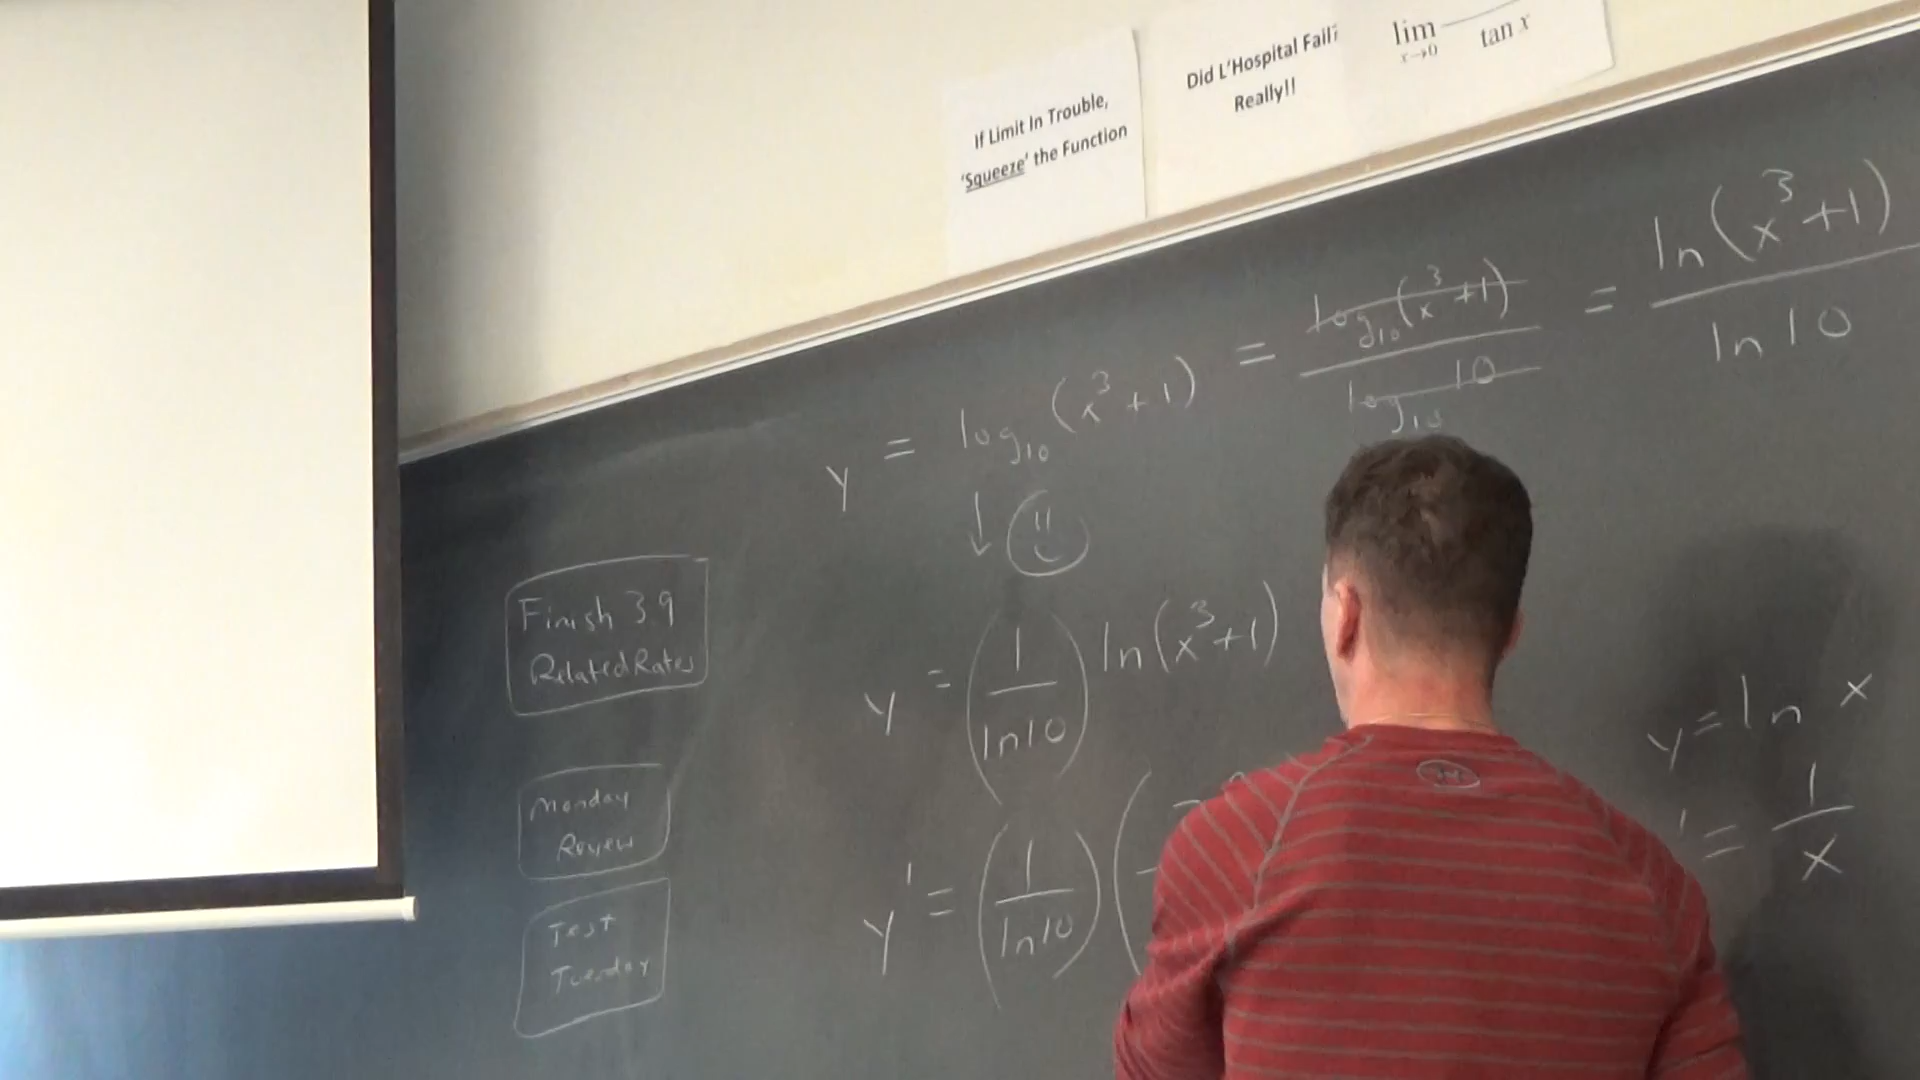 If Limit In Trouble,
'Squeeze' the Function
Did L'Hospital Fail?
Really!!
lim x→0 tan x
y = log₁₀(x³+1) = log₁₀(x³+1) / log₁₀ 10 = ln(x³+1) / ln 10
↓
Finish 3.9
Related Rates
y = (1/ln10) ln(x³+1)
y = ln x
Monday
Review
y' = (1/ln10) (
' = 1/x
Test
Tuesday